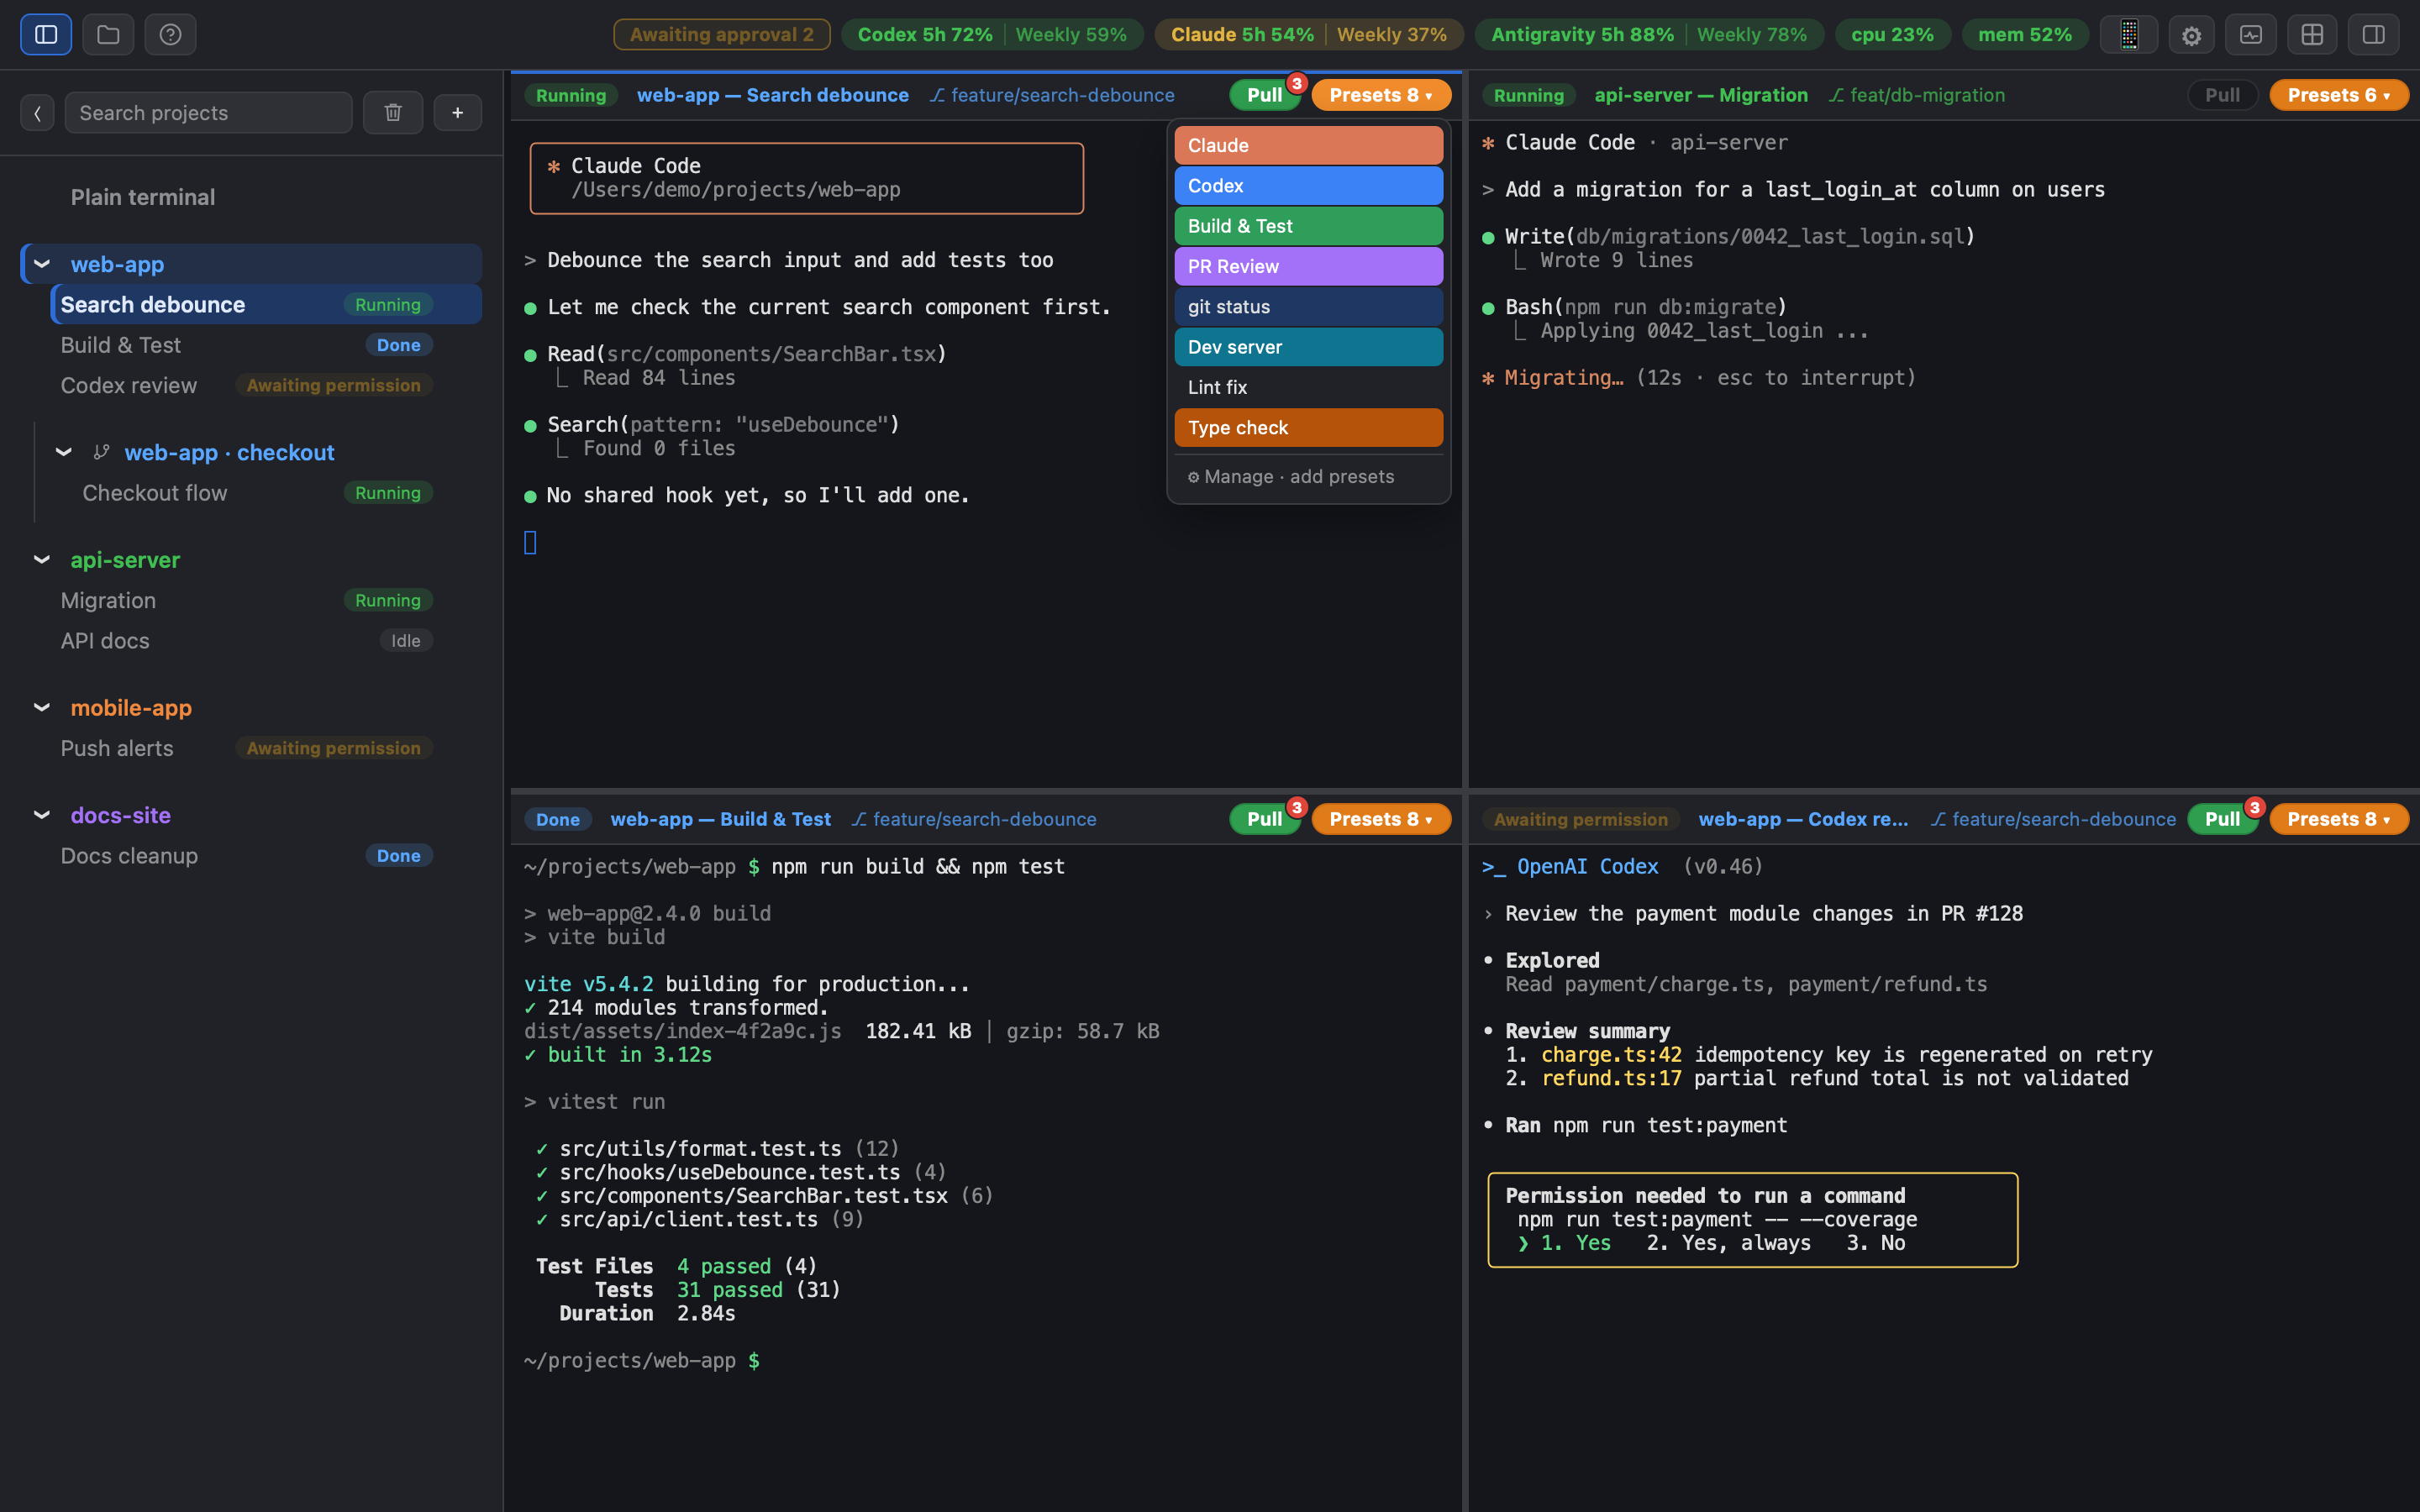 Awaiting approval 2
Codex 5h 72% | Weekly 59%
Claude 5h 54% | Weekly 37%
Antigravity 5h 88% | Weekly 78%
cpu 23%
mem 52%
Search projects
+
Plain terminal
web-app
Search debounce Running
Build & Test Done
Codex review Awaiting permission
web-app · checkout
Checkout flow Running
api-server
Migration Running
API docs Idle
mobile-app
Push alerts Awaiting permission
docs-site
Docs cleanup Done
Running web-app — Search debounce feature/search-debounce Pull 3 Presets 8 ▾
* Claude Code
/Users/demo/projects/web-app
> Debounce the search input and add tests too
● Let me check the current search component first.
● Read(src/components/SearchBar.tsx)
⎿ Read 84 lines
● Search(pattern: "useDebounce")
⎿ Found 0 files
● No shared hook yet, so I'll add one.
Claude
Codex
Build & Test
PR Review
git status
Dev server
Lint fix
Type check
⚙ Manage · add presets
Running api-server — Migration feat/db-migration Pull Presets 6 ▾
* Claude Code · api-server
> Add a migration for a last_login_at column on users
● Write(db/migrations/0042_last_login.sql)
⎿ Wrote 9 lines
● Bash(npm run db:migrate)
⎿ Applying 0042_last_login ...
* Migrating… (12s · esc to interrupt)
Done web-app — Build & Test feature/search-debounce Pull 3 Presets 8 ▾
~/projects/web-app $ npm run build && npm test
> web-app@2.4.0 build
> vite build
vite v5.4.2 building for production...
✓ 214 modules transformed.
dist/assets/index-4f2a9c.js 182.41 kB │ gzip: 58.7 kB
✓ built in 3.12s
> vitest run
✓ src/utils/format.test.ts (12)
✓ src/hooks/useDebounce.test.ts (4)
✓ src/components/SearchBar.test.tsx (6)
✓ src/api/client.test.ts (9)
Test Files 4 passed (4)
Tests 31 passed (31)
Duration 2.84s
~/projects/web-app $
Awaiting permission web-app — Codex re... feature/search-debounce Pull 3 Presets 8 ▾
>_ OpenAI Codex (v0.46)
› Review the payment module changes in PR #128
• Explored
Read payment/charge.ts, payment/refund.ts
• Review summary
1. charge.ts:42 idempotency key is regenerated on retry
2. refund.ts:17 partial refund total is not validated
• Ran npm run test:payment
Permission needed to run a command
npm run test:payment -- --coverage
❯ 1. Yes 2. Yes, always 3. No